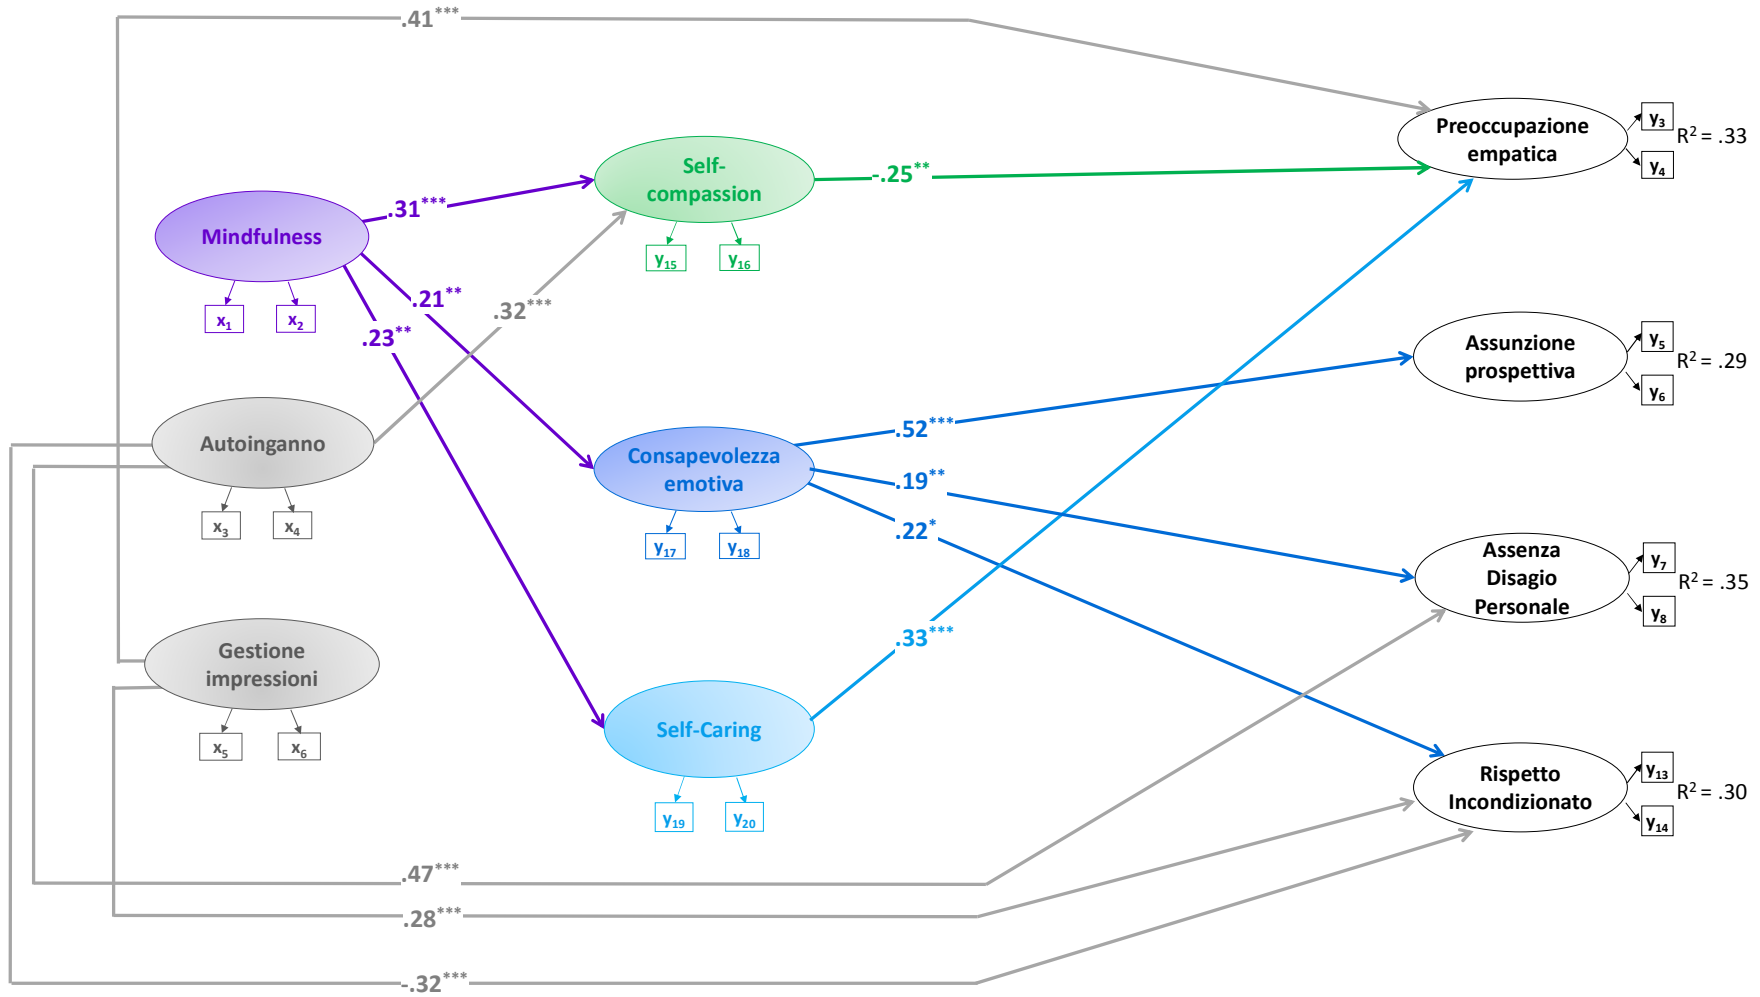 .41***
Preoccupazione
empatica
y3
y4
R2 = .33
Self-
compassion
-.25**
y15
y16
Mindfulness
.31***
.21**
.23**
x1
x2
.32***
Assunzione
prospettiva
y5
y6
R2 = .29
Autoinganno
x3
x4
Consapevolezza
emotiva
.52***
.19**
.22*
y17
y18
Assenza
Disagio
Personale
y7
y8
R2 = .35
Gestione
impressioni
x5
x6
.33***
Self-Caring
y19
y20
Rispetto
Incondizionato
y13
y14
R2 = .30
.47***
.28***
-.32***